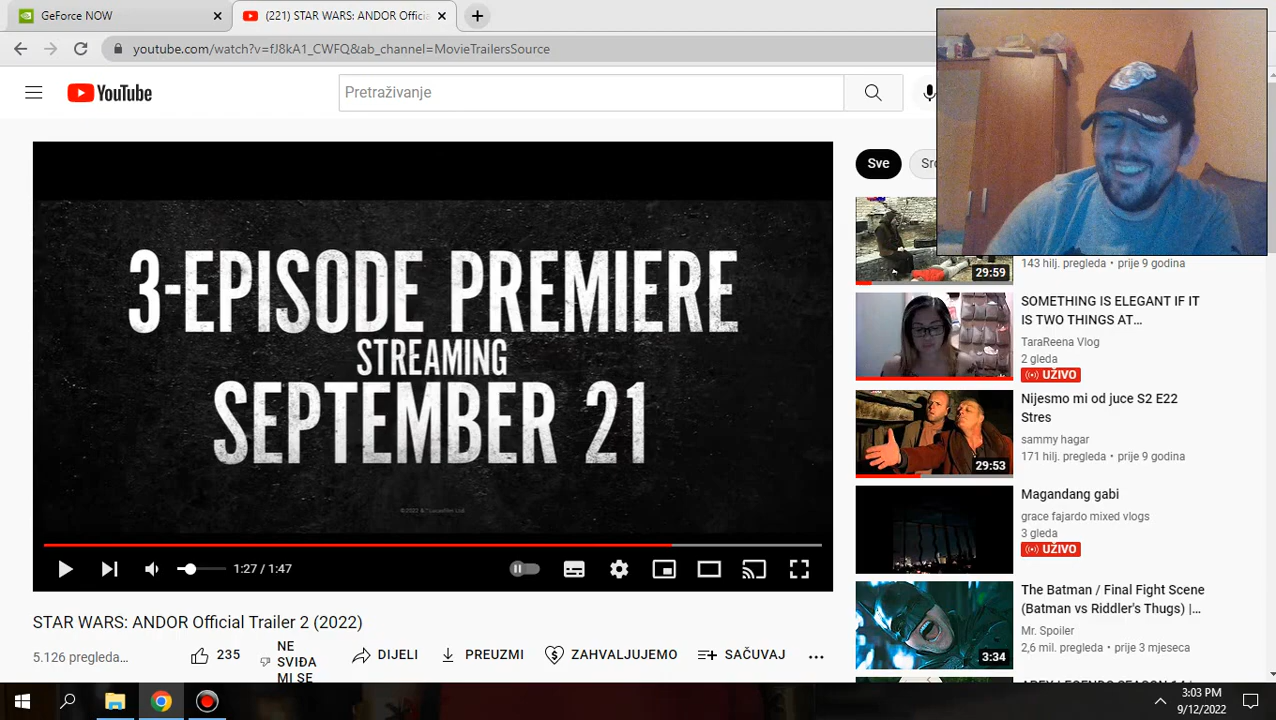 GeForce NOW
(221) STAR WARS: ANDOR Offici
youtube.com/watch?v=fJ8kA1_CWFQ&ab_channel=MovieTrailersSource
YouTube
Pretraživanje
Sve
3-EPISODE PREMIERE
STREAMING
SEPTEMBER 21
1:27 / 1:47
STAR WARS: ANDOR Official Trailer 2 (2022)
5.126 pregleda…
235
NE
SVIĐA
MI SE
DIJELI
PREUZMI
ZAHVALJUJEMO
SAČUVAJ
29:59
143 hilj. pregleda • prije 9 godina
SOMETHING IS ELEGANT IF IT
IS TWO THINGS AT…
TaraReena Vlog
2 gleda
UŽIVO
29:53
Nijesmo mi od juce S2 E22
Stres
sammy hagar
171 hilj. pregleda • prije 9 godina
Magandang gabi
grace fajardo mixed vlogs
3 gleda
UŽIVO
3:34
The Batman / Final Fight Scene
(Batman vs Riddler's Thugs) |…
Mr. Spoiler
2,6 mil. pregleda • prije 3 mjeseca
3:03 PM
9/12/2022